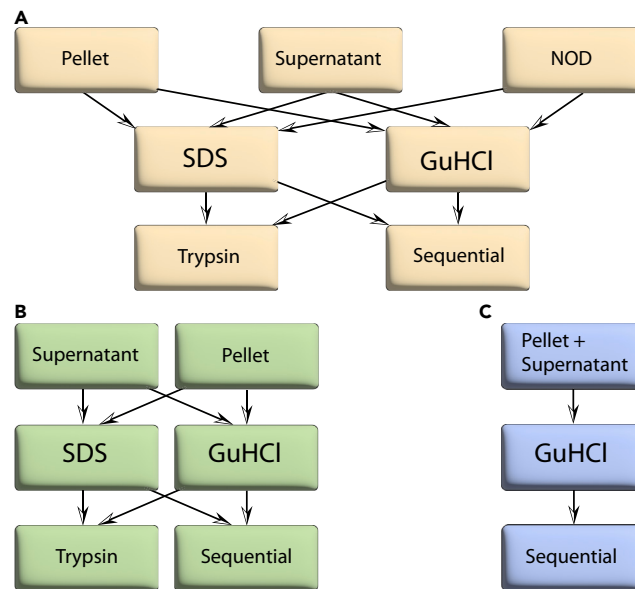 A
Pellet
Supernatant
NOD
SDS
GuHCl
Trypsin
Sequential
B
Supernatant
Pellet
SDS
GuHCl
Trypsin
Sequential
C
Pellet +
Supernatant
GuHCl
Sequential